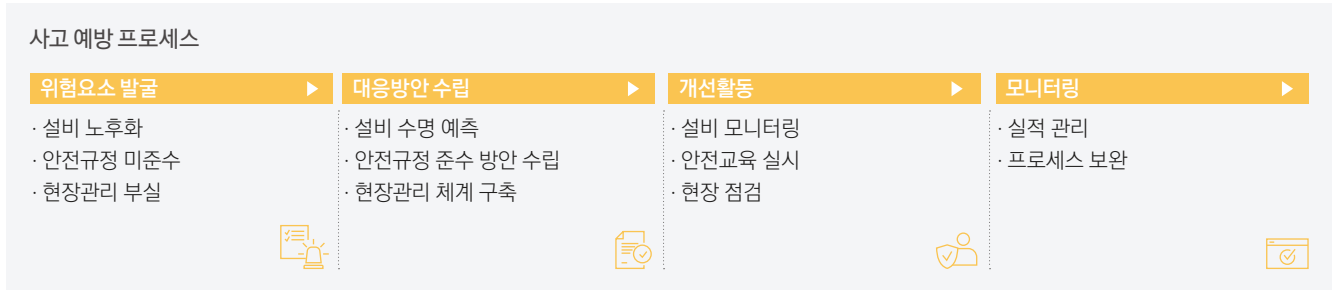 사고 예방 프로세스
위험요소 발굴
· 설비 노후화
· 안전규정 미준수
· 현장관리 부실
대응방안 수립
· 설비 수명 예측
· 안전규정 준수 방안 수립
· 현장관리 체계 구축
개선활동
· 설비 모니터링
· 안전교육 실시
· 현장 점검
모니터링
· 실적 관리
· 프로세스 보완